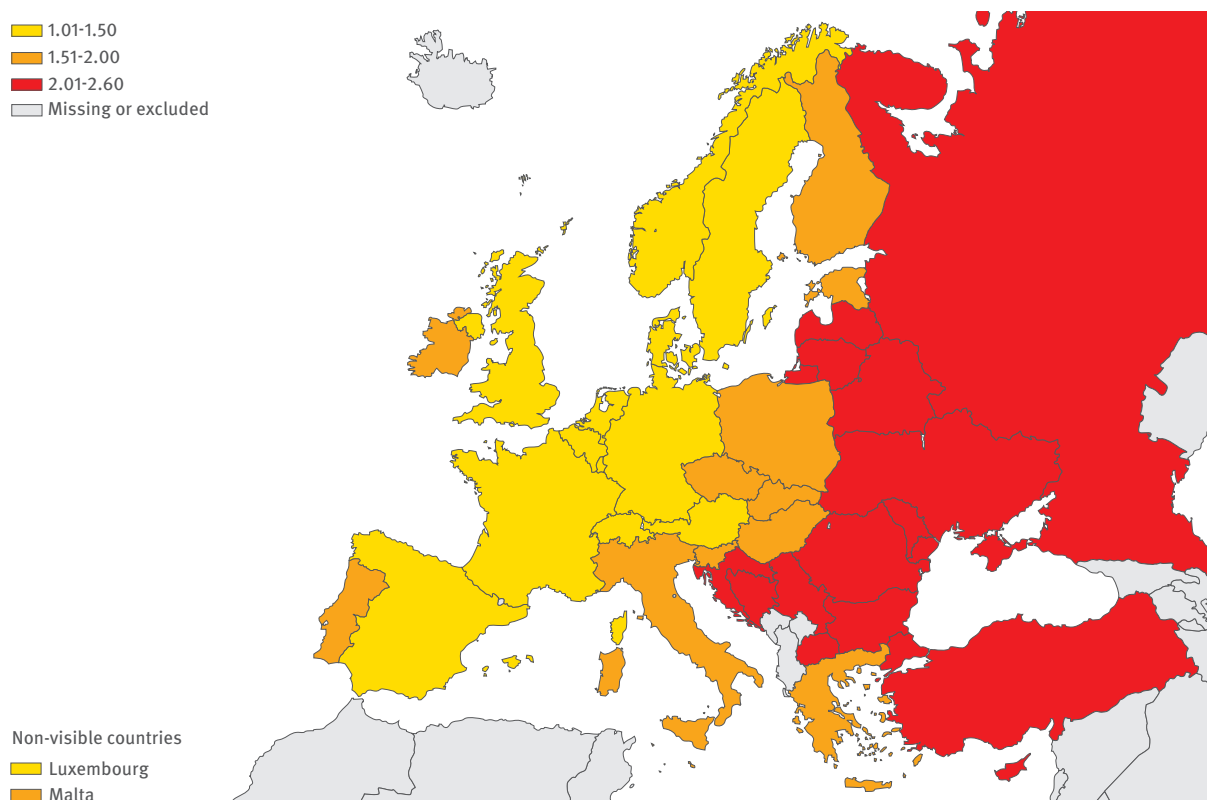 1.01-1.50
1.51-2.00
2.01-2.60
Missing or excluded
Non-visible countries
Luxembourg
Malta